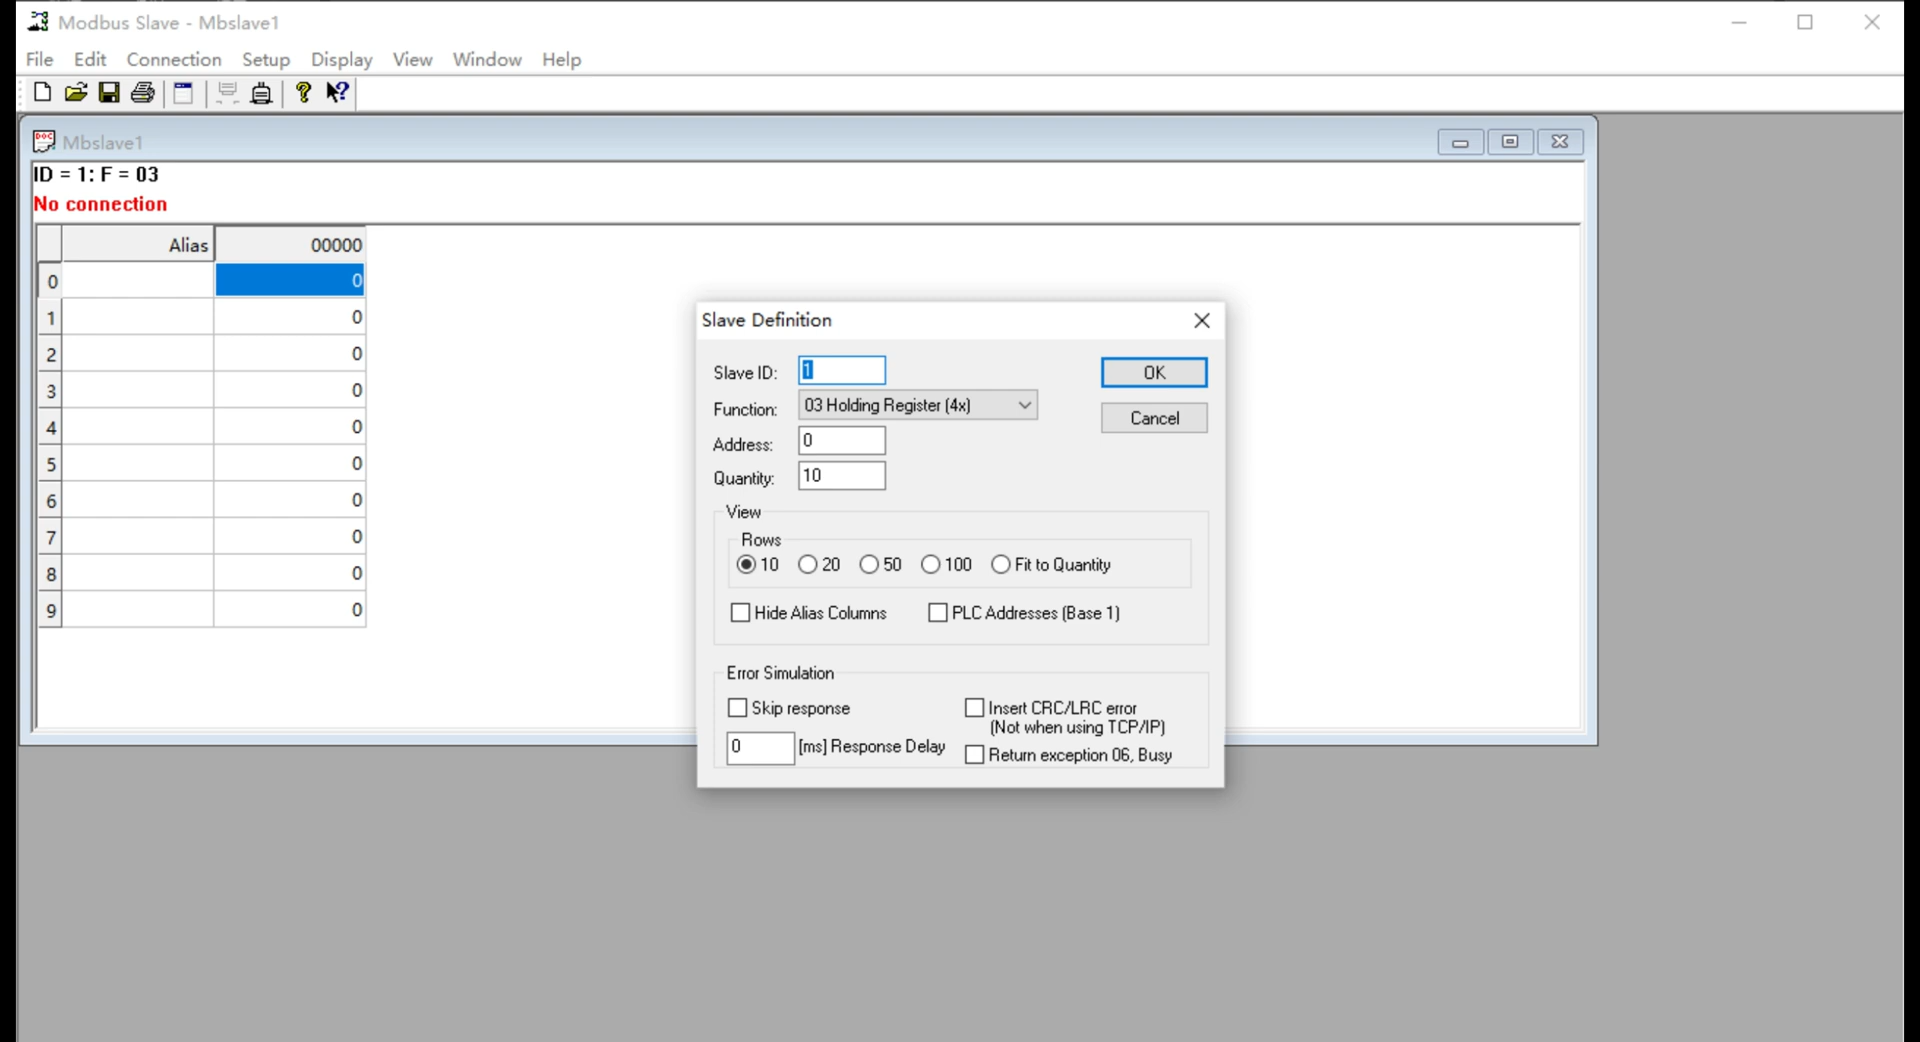 Modbus Slave - Mbslave1
File Edit Connection Setup Display View Window Help
Mbslave1
ID = 1: F = 03
No connection
Alias 00000
0 0
1 0
2 0
3 0
4 0
5 0
6 0
7 0
8 0
9 0
Slave Definition
Slave ID: 1 OK
Function: 03 Holding Register (4x) Cancel
Address: 0
Quantity: 10
View
Rows
10 20 50 100 Fit to Quantity
Hide Alias Columns PLC Addresses (Base 1)
Error Simulation
Skip response Insert CRC/LRC error
(Not when using TCP/IP)
0 [ms] Response Delay Return exception 06, Busy